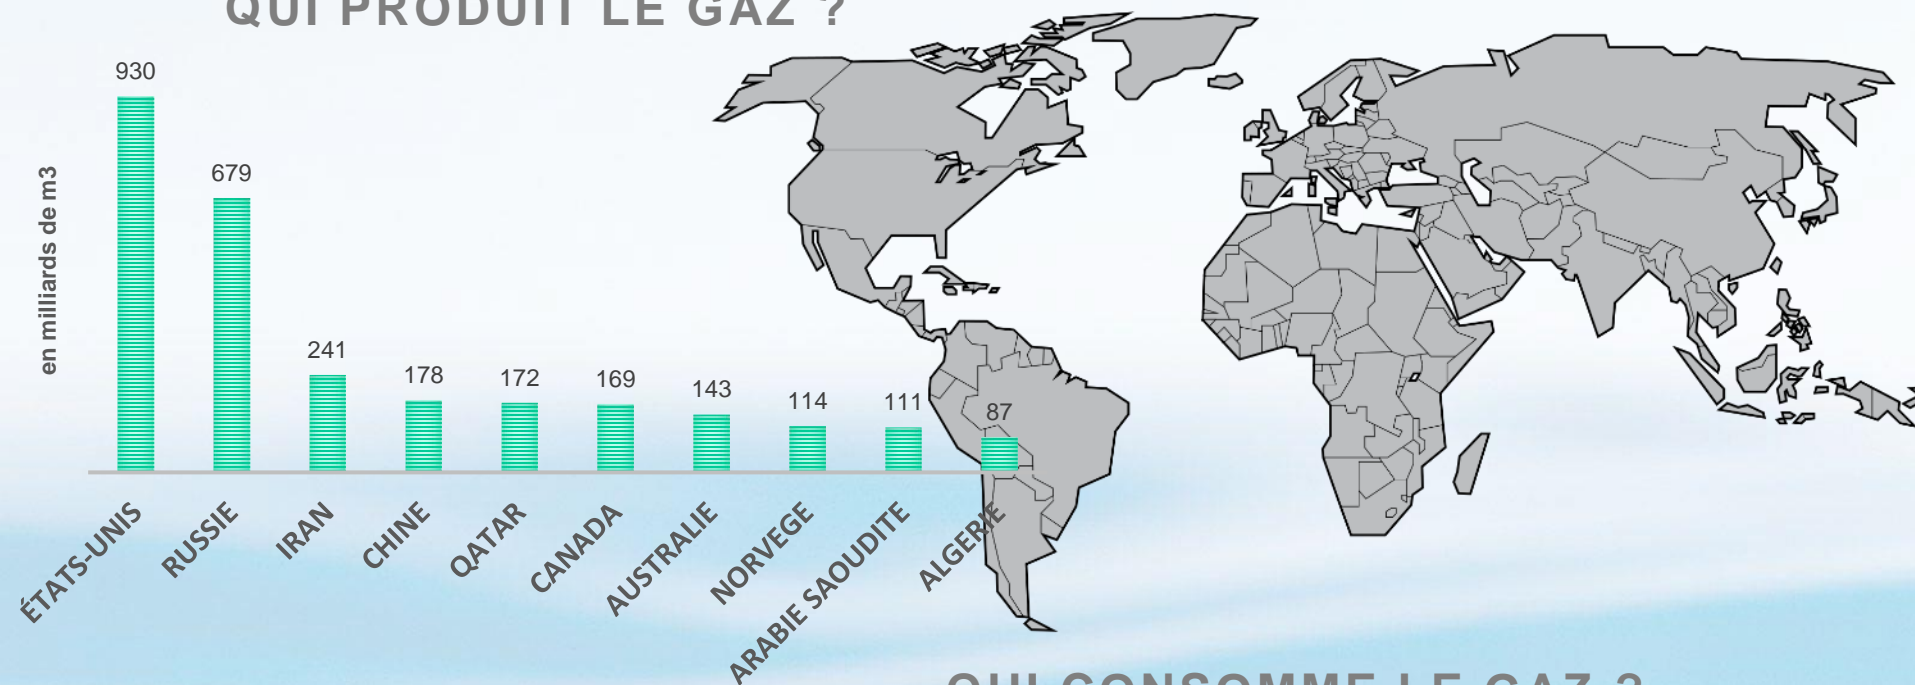 QUI PRODUIT LE GAZ ?
en milliards de m3
930
679
241
178
172
169
143
114
111
87
ÉTATS-UNIS
RUSSIE
IRAN
CHINE
QATAR
CANADA
AUSTRALIE
NORVEGE
ARABIE SAOUDITE
ALGERIE
QUI CONSOMME LE GAZ ?